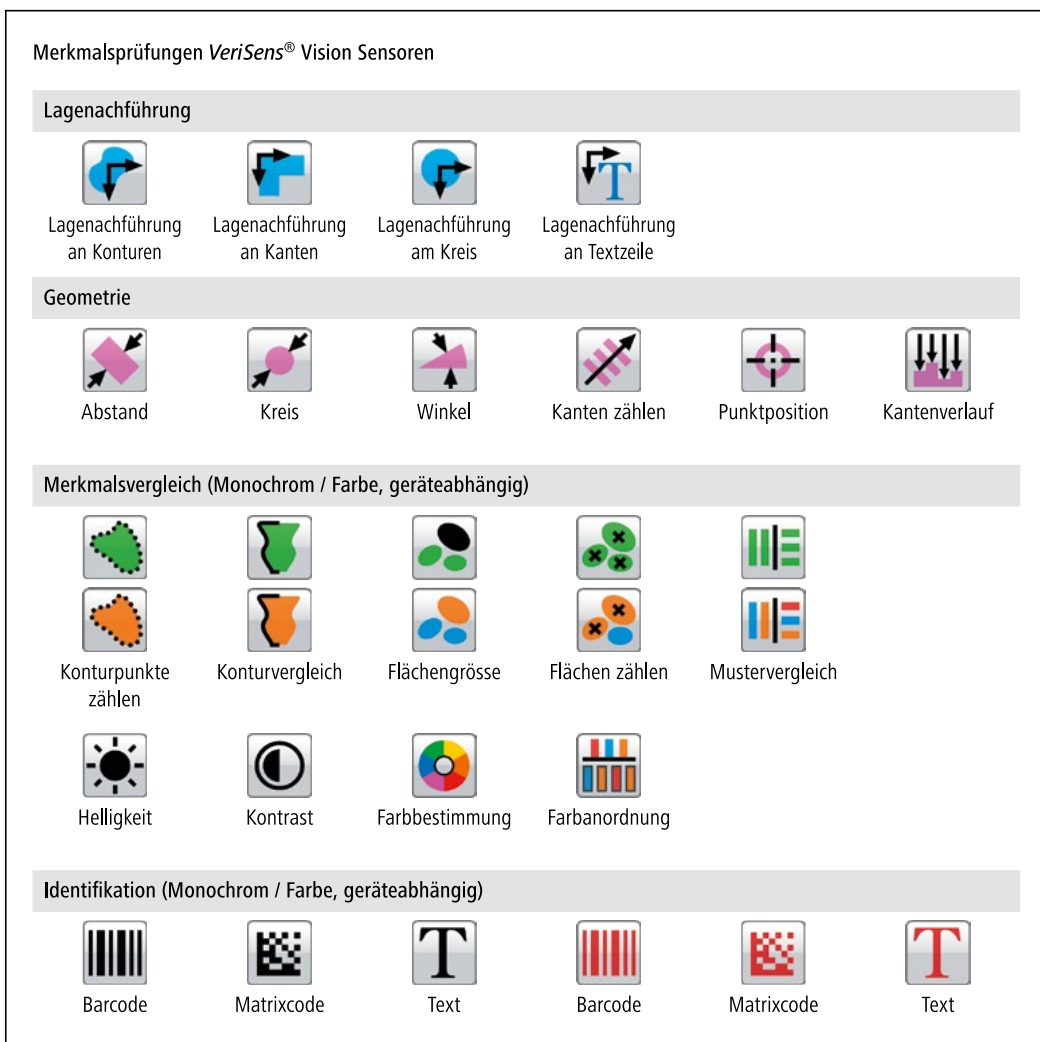 Merkmalsprüfungen VeriSens® Vision Sensoren
Lagenachführung
Lagenachführung an Konturen
Lagenachführung an Kanten
Lagenachführung am Kreis
Lagenachführung an Textzeile
Geometrie
Abstand
Kreis
Winkel
Kanten zählen
Punktposition
Kantenverlauf
Merkmalsvergleich (Monochrom / Farbe, geräteabhängig)
Konturpunkte zählen
Konturvergleich
Flächengrösse
Flächen zählen
Mustervergleich
Helligkeit
Kontrast
Farbbestimmung
Farbanordnung
Identifikation (Monochrom / Farbe, geräteabhängig)
Barcode
Matrixcode
Text
Barcode
Matrixcode
Text